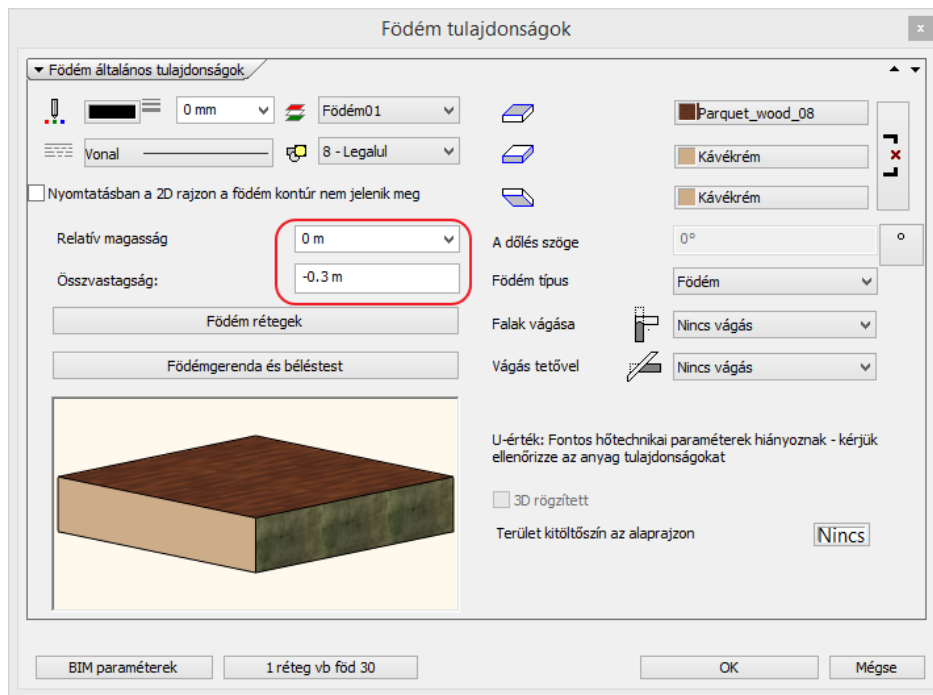 Födém tulajdonságok
x
Födém általános tulajdonságok
0 mm
Födém01
Parquet_wood_08
Vonal
8 - Legalul
Kávékrém
Nyomtatásban a 2D rajzon a födém kontúr nem jelenik meg
Kávékrém
Relatív magasság
0 m
A dőlés szöge
0°
°
Összvastagság:
-0.3 m
Födém típus
Födém
Födém rétegek
Falak vágása
Nincs vágás
Födémgerenda és béléstest
Vágás tetővel
Nincs vágás
U-érték: Fontos hőtechnikai paraméterek hiányoznak - kérjük
ellenőrizze az anyag tulajdonságokat
3D rögzített
Terület kitöltőszín az alaprajzon
Nincs
BIM paraméterek
1 réteg vb föd 30
OK
Mégse